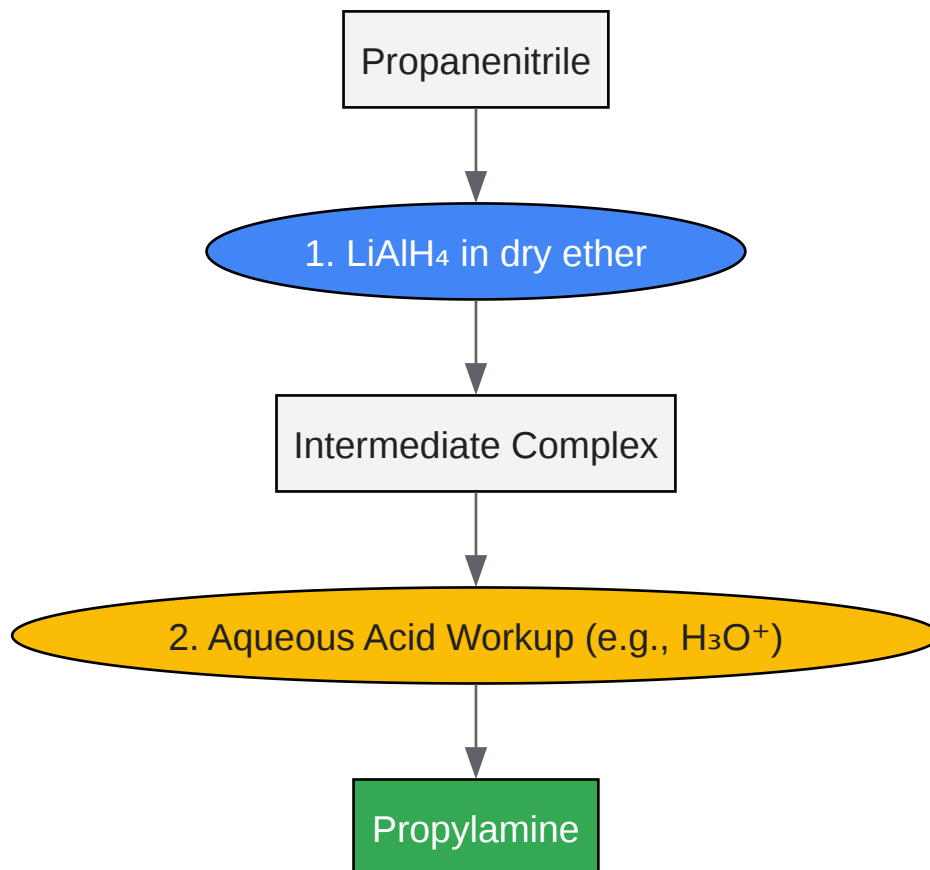 Propanenitrile
1. LiAlH₄ in dry ether
Intermediate Complex
2. Aqueous Acid Workup (e.g., H₃O⁺)
Propylamine